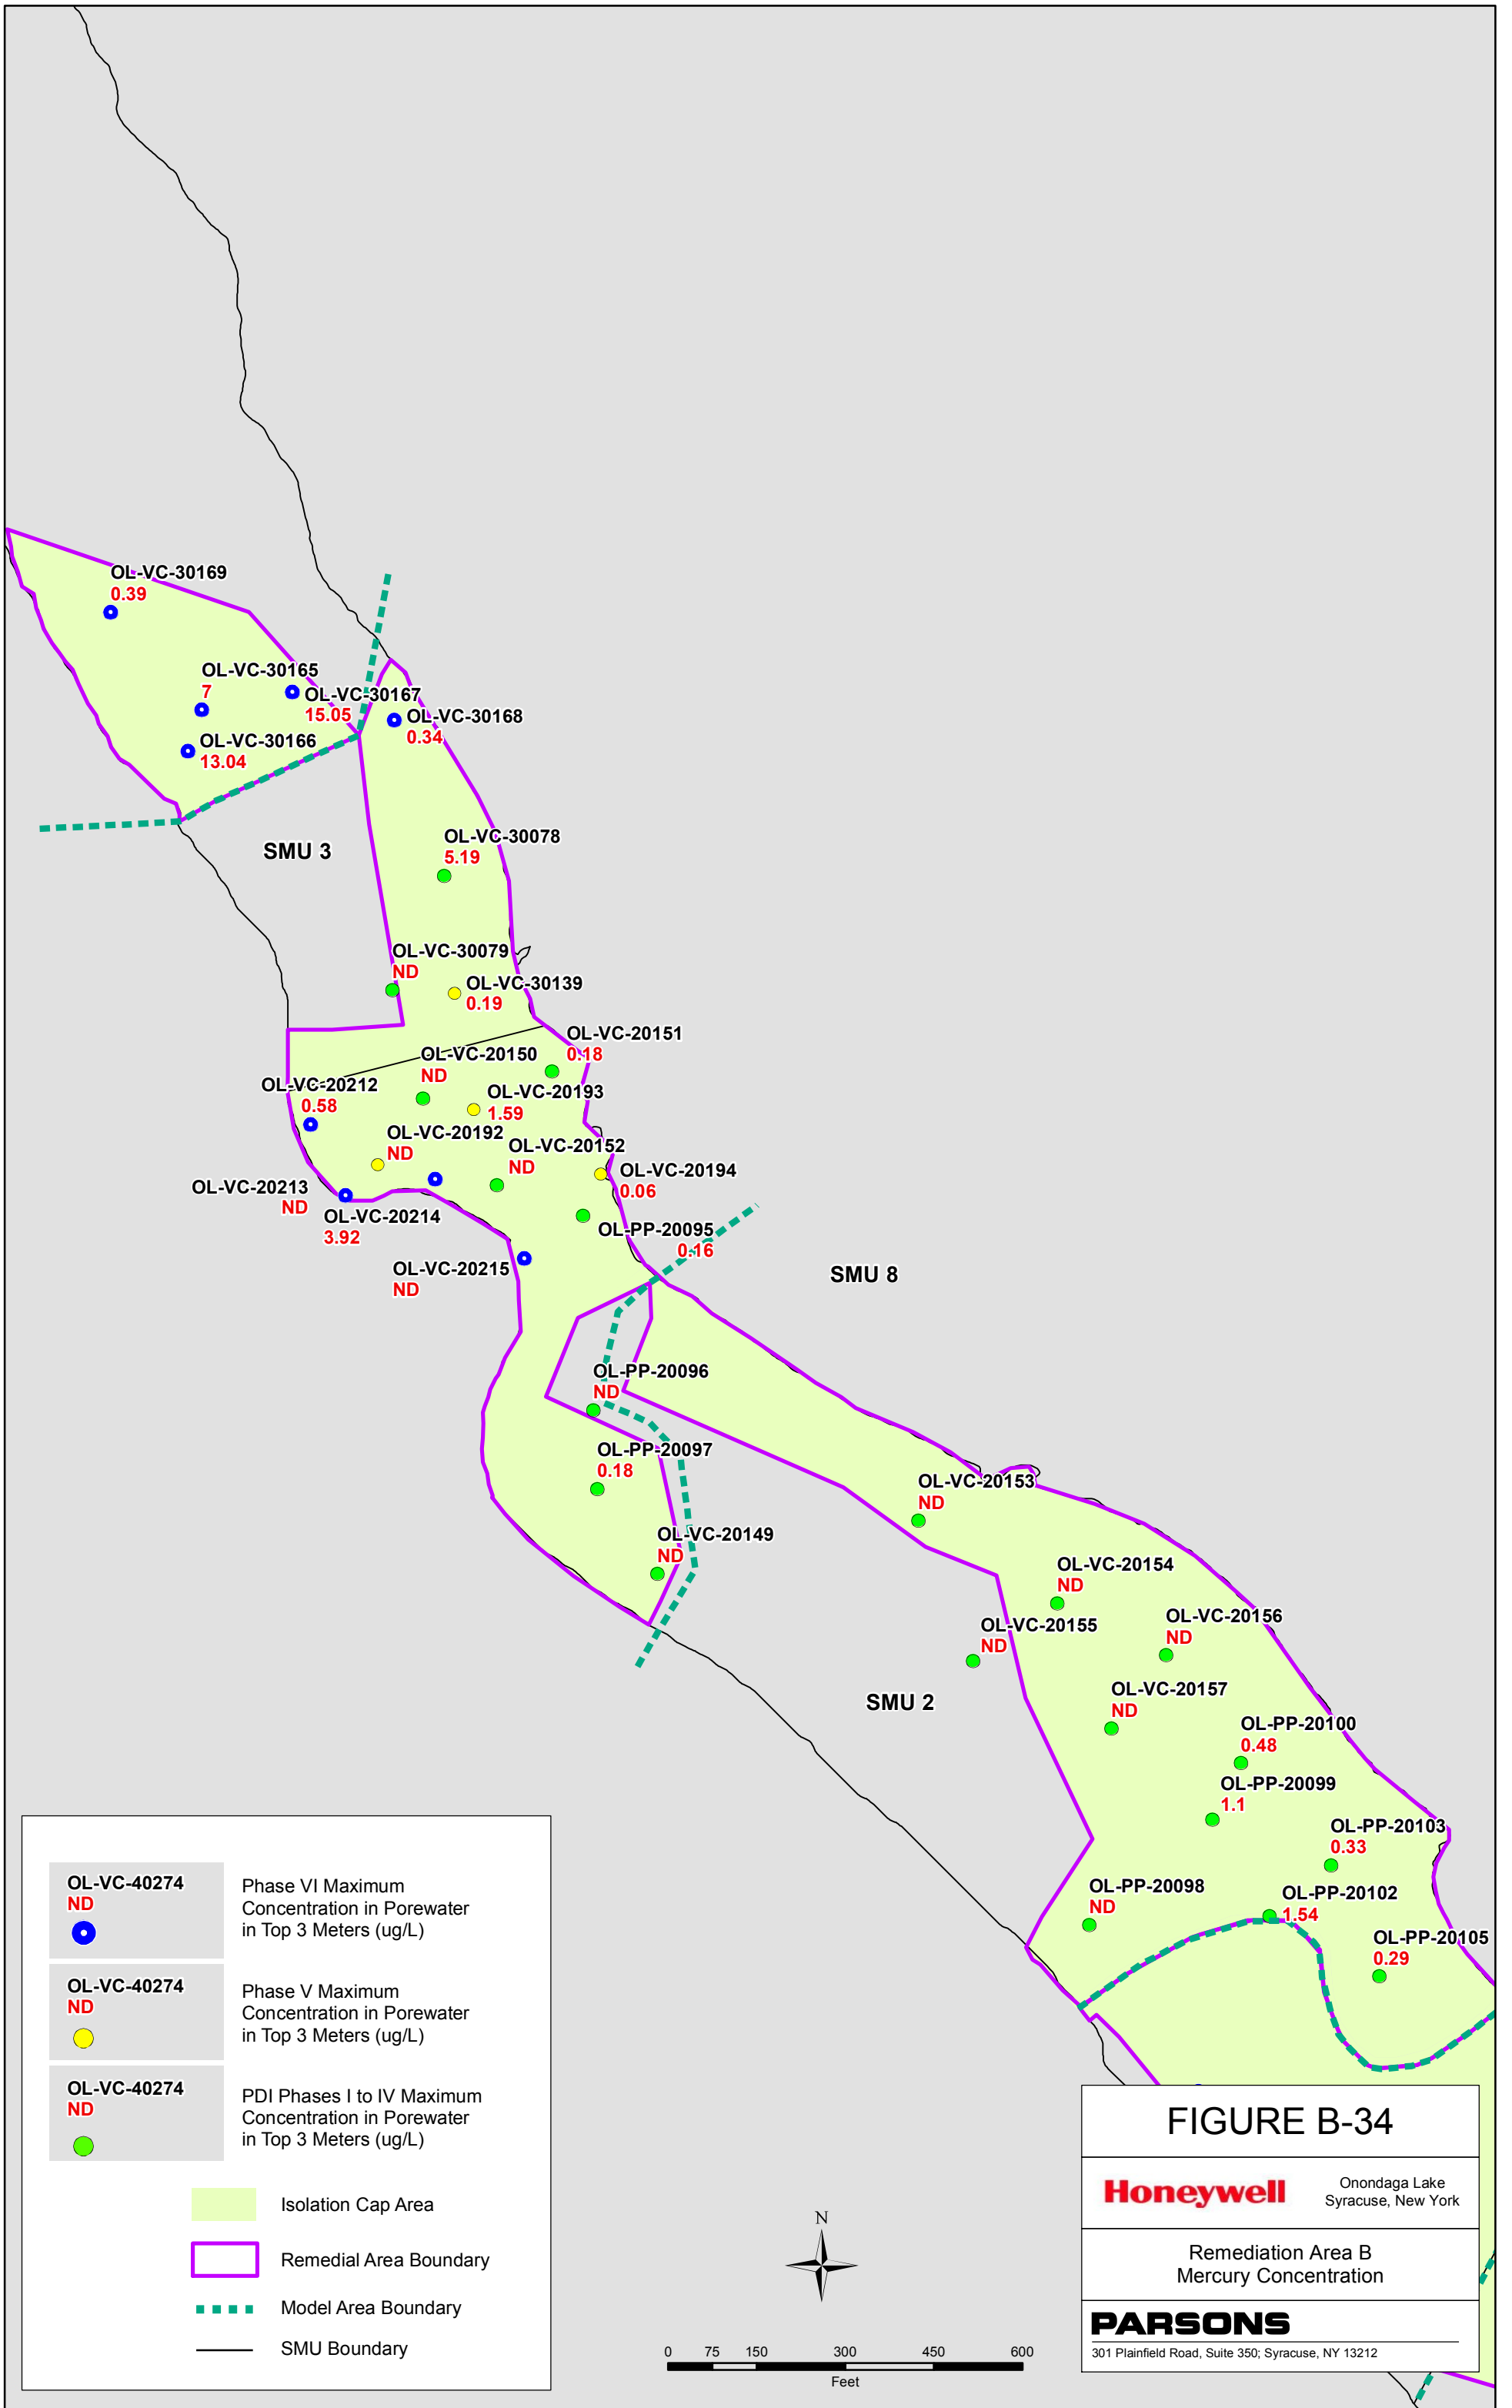 OL-VC-30169
0.39
OL-VC-30165
7
OL-VC-30167
15.05
OL-VC-30168
0.34
OL-VC-30166
13.04
OL-VC-30078
5.19
SMU 3
OL-VC-30079
ND
OL-VC-30139
0.19
OL-VC-20151
0.18
OL-VC-20150
ND
OL-VC-20212
0.58
OL-VC-20193
1.59
OL-VC-20192
ND
OL-VC-20152
ND
OL-VC-20194
0.06
OL-VC-20213
ND
OL-VC-20214
3.92
OL-PP-20095
0.16
OL-VC-20215
ND
SMU 8
OL-PP-20096
ND
OL-PP-20097
0.18
OL-VC-20153
ND
OL-VC-20149
ND
OL-VC-20154
ND
OL-VC-20155
ND
OL-VC-20156
ND
OL-VC-20157
ND
SMU 2
OL-PP-20100
0.48
OL-PP-20099
1.1
OL-PP-20103
0.33
OL-PP-20098
ND
OL-PP-20102
1.54
OL-PP-20105
0.29
OL-VC-40274
ND
Phase VI Maximum
Concentration in Porewater
in Top 3 Meters (ug/L)
OL-VC-40274
ND
Phase V Maximum
Concentration in Porewater
in Top 3 Meters (ug/L)
OL-VC-40274
ND
PDI Phases I to IV Maximum
Concentration in Porewater
in Top 3 Meters (ug/L)
Isolation Cap Area
Remedial Area Boundary
Model Area Boundary
SMU Boundary
N
0 75 150 300 450 600
Feet
FIGURE B-34
Honeywell
Onondaga Lake
Syracuse, New York
Remediation Area B
Mercury Concentration
PARSONS
301 Plainfield Road, Suite 350; Syracuse, NY 13212